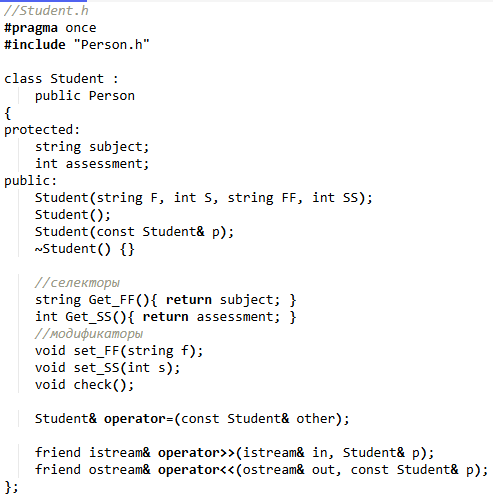 //Student.h
#pragma once
#include "Person.h"

class Student :
    public Person
{
protected:
    string subject;
    int assessment;
public:
    Student(string F, int S, string FF, int SS);
    Student();
    Student(const Student& p);
    ~Student() {}

    //селекторы
    string Get_FF(){ return subject; }
    int Get_SS(){ return assessment; }
    //модификаторы
    void set_FF(string f);
    void set_SS(int s);
    void check();

    Student& operator=(const Student& other);

    friend istream& operator>>(istream& in, Student& p);
    friend ostream& operator<<(ostream& out, const Student& p);
};